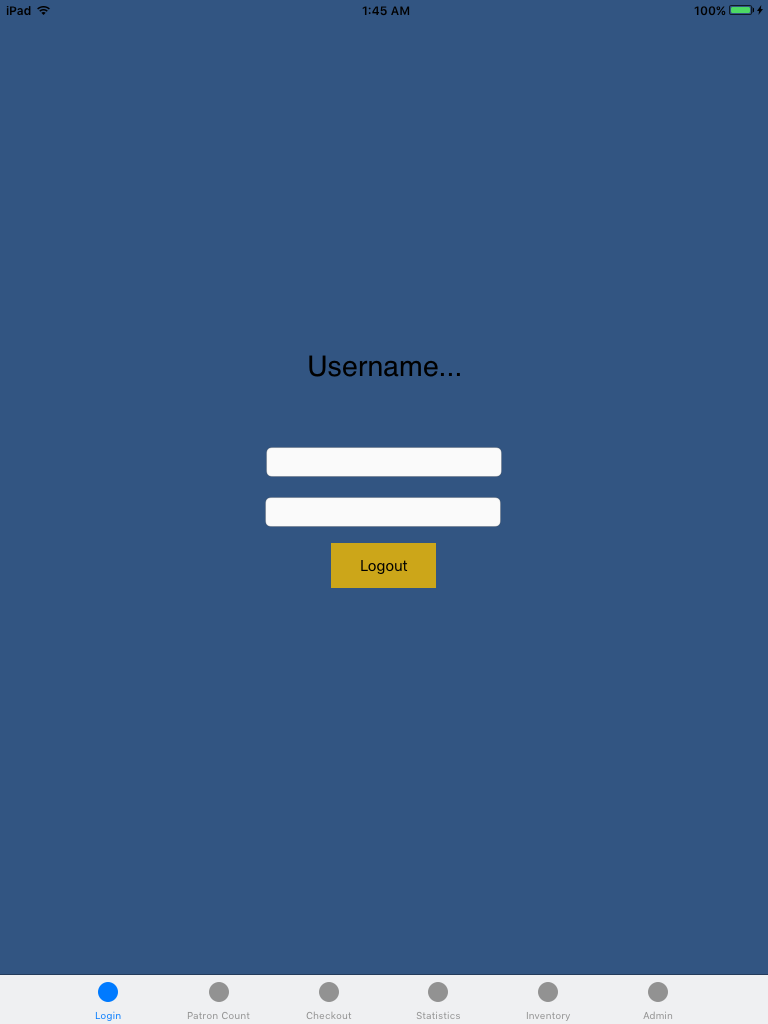 iPad 1:45 AM 100%
Username...
Logout
Login Patron Count Checkout Statistics Inventory Admin